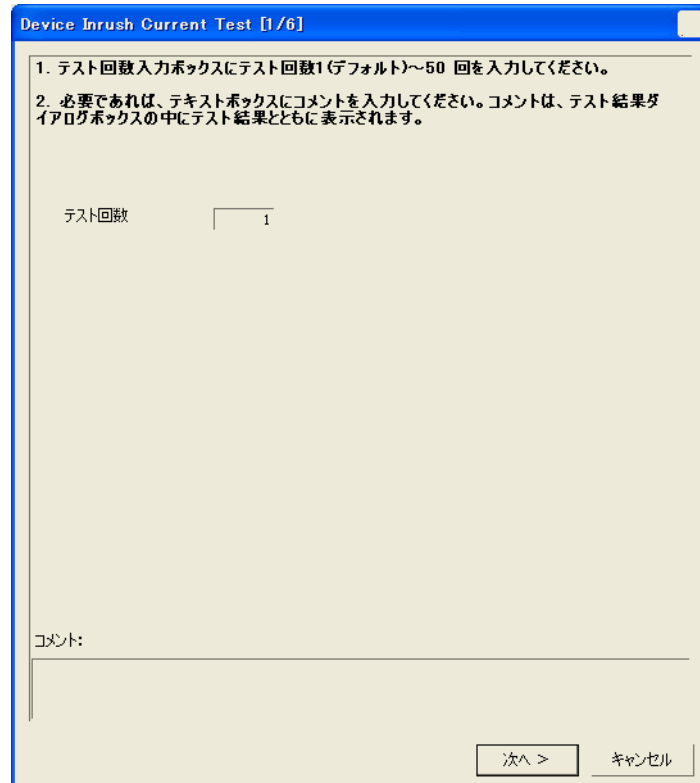 Device Inrush Current Test [1/6]
1. テスト回数入力ボックスにテスト回数1(デフォルト)～50 回を入力してください。
2. 必要であれば、テキストボックスにコメントを入力してください。コメントは、テスト結果ダ
イアログボックスの中にテスト結果とともに表示されます。
テスト回数 1
コメント:
次へ > キャンセル